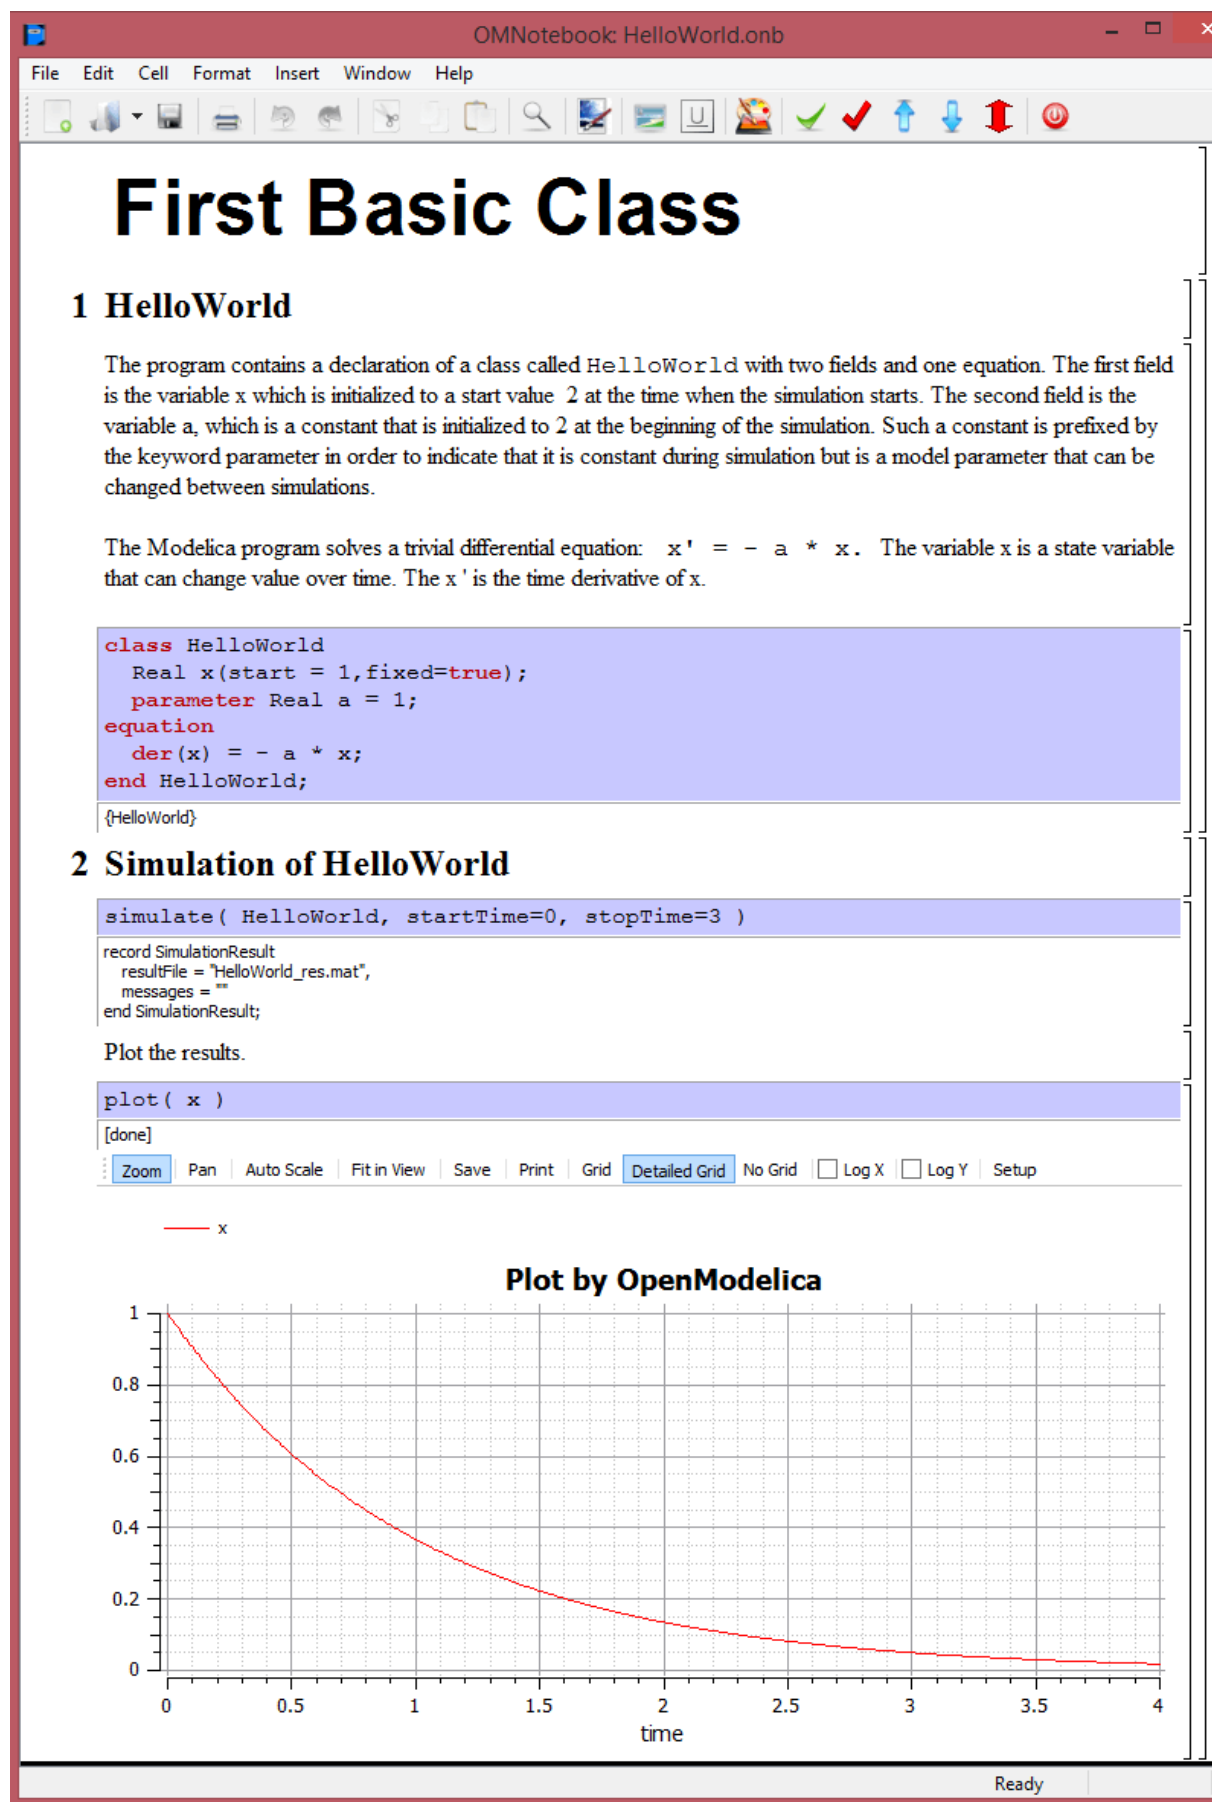 OMNotebook: HelloWorld.onb
File Edit Cell Format Insert Window Help
U
First Basic Class
1 HelloWorld
The program contains a declaration of a class called HelloWorld with two fields and one equation. The first field
is the variable x which is initialized to a start value 2 at the time when the simulation starts. The second field is the
variable a, which is a constant that is initialized to 2 at the beginning of the simulation. Such a constant is prefixed by
the keyword parameter in order to indicate that it is constant during simulation but is a model parameter that can be
changed between simulations.
The Modelica program solves a trivial differential equation: x' = - a * x. The variable x is a state variable
that can change value over time. The x ' is the time derivative of x.
class HelloWorld
Real x(start = 1,fixed=true);
parameter Real a = 1;
equation
der(x) = - a * x;
end HelloWorld;
{HelloWorld}
2 Simulation of HelloWorld
simulate( HelloWorld, startTime=0, stopTime=3 )
record SimulationResult
resultFile = "HelloWorld_res.mat",
messages = ""
end SimulationResult;
Plot the results.
plot( x )
[done]
Zoom Pan Auto Scale Fit in View Save Print Grid Detailed Grid No Grid Log X Log Y Setup
x
Plot by OpenModelica
1
0.8
0.6
0.4
0.2
0
0 0.5 1 1.5 2 2.5 3 3.5 4
time
Ready